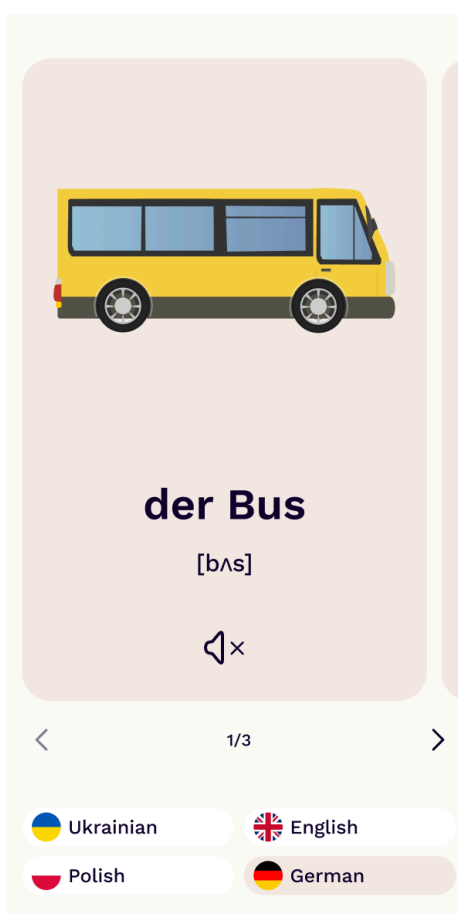 der Bus
[bʌs]
1/3
Ukrainian
English
Polish
German